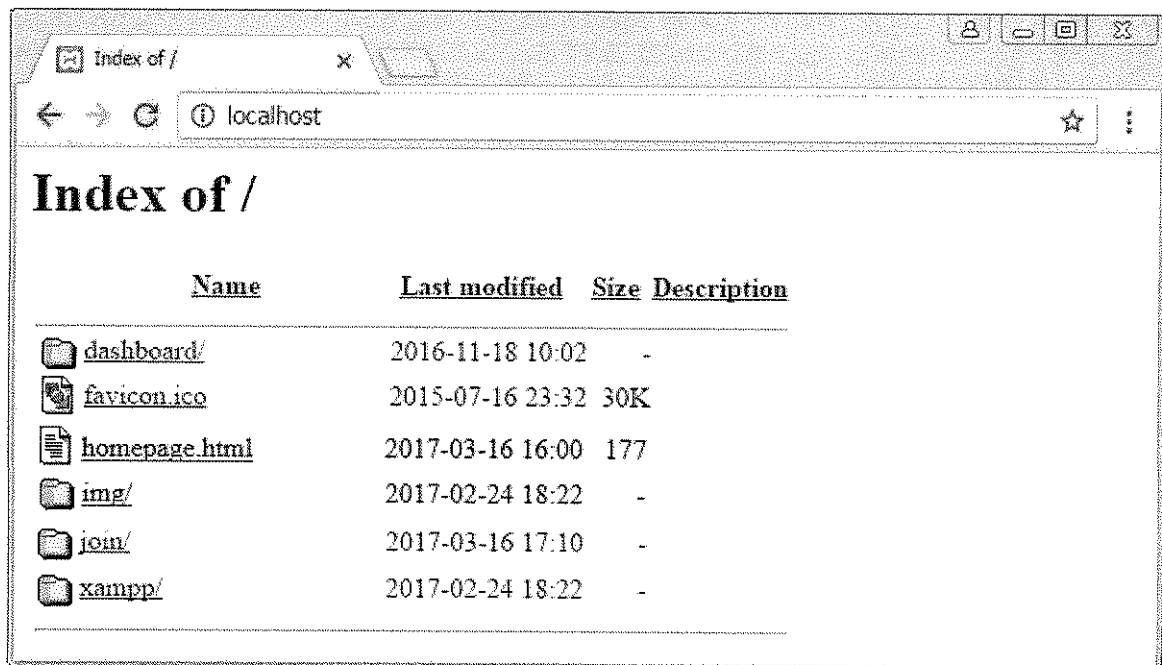 Index of /
localhost
Index of /
Name Last modified Size Description
dashboard/ 2016-11-18 10:02 -
favicon.ico 2015-07-16 23:32 30K
homepage.html 2017-03-16 16:00 177
img/ 2017-02-24 18:22 -
join/ 2017-03-16 17:10 -
xampp/ 2017-02-24 18:22 -